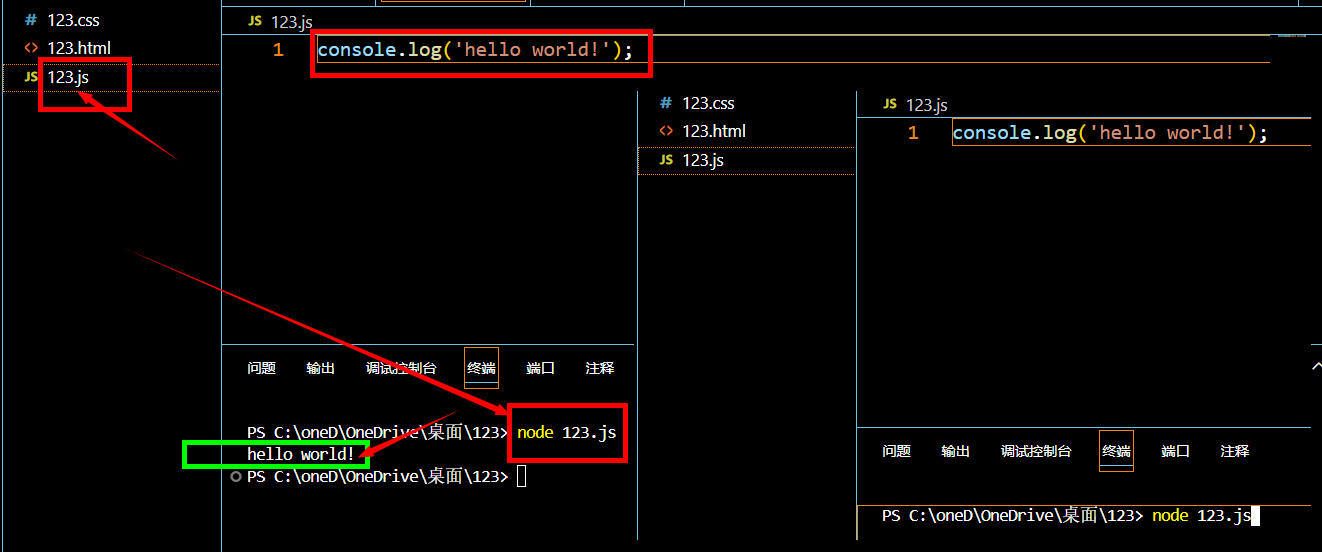 # 123.css
<> 123.html
JS 123.js
JS 123.js
1 console.log('hello world!');
问题 输出 调试控制台 终端 端口 注释
PS C:\oneD\OneDrive\桌面\123> node 123.js
hello world!
PS C:\oneD\OneDrive\桌面\123>
# 123.css
<> 123.html
JS 123.js
JS 123.js
1 console.log('hello world!');
问题 输出 调试控制台 终端 端口 注释
PS C:\oneD\OneDrive\桌面\123> node 123.js